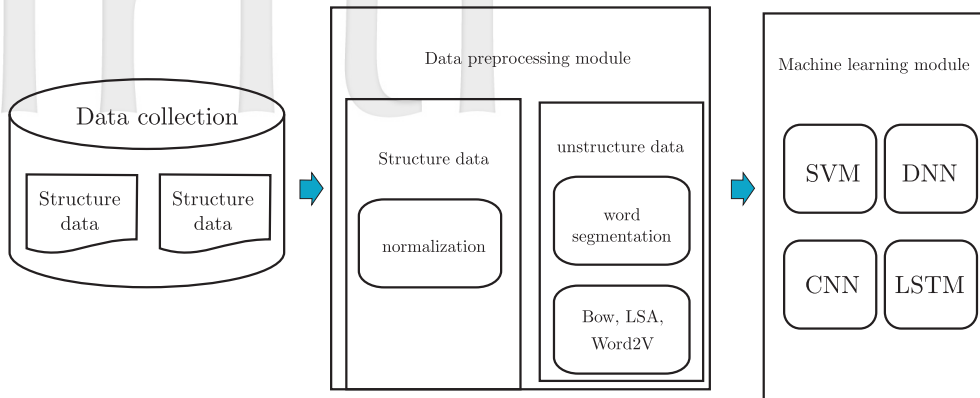 Data collection
Structure
data
Structure
data
Data preprocessing module
Structure data
normalization
unstructure data
word
segmentation
Bow, LSA,
Word2V
Machine learning module
SVM
DNN
CNN
LSTM